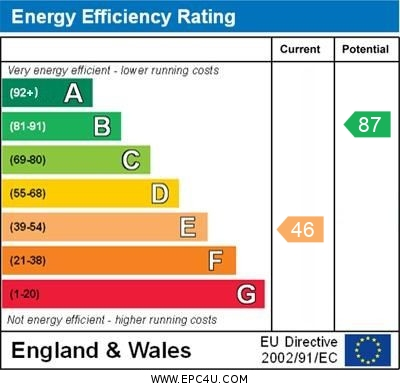 Energy Efficiency Rating
Current Potential
Very energy efficient - lower running costs
(92+) A
(81-91) B
87
(69-80) C
(55-68) D
(39-54) E
46
(21-38) F
(1-20) G
Not energy efficient - higher running costs
England & Wales
EU Directive
2002/91/EC
WWW.EPC4U.COM